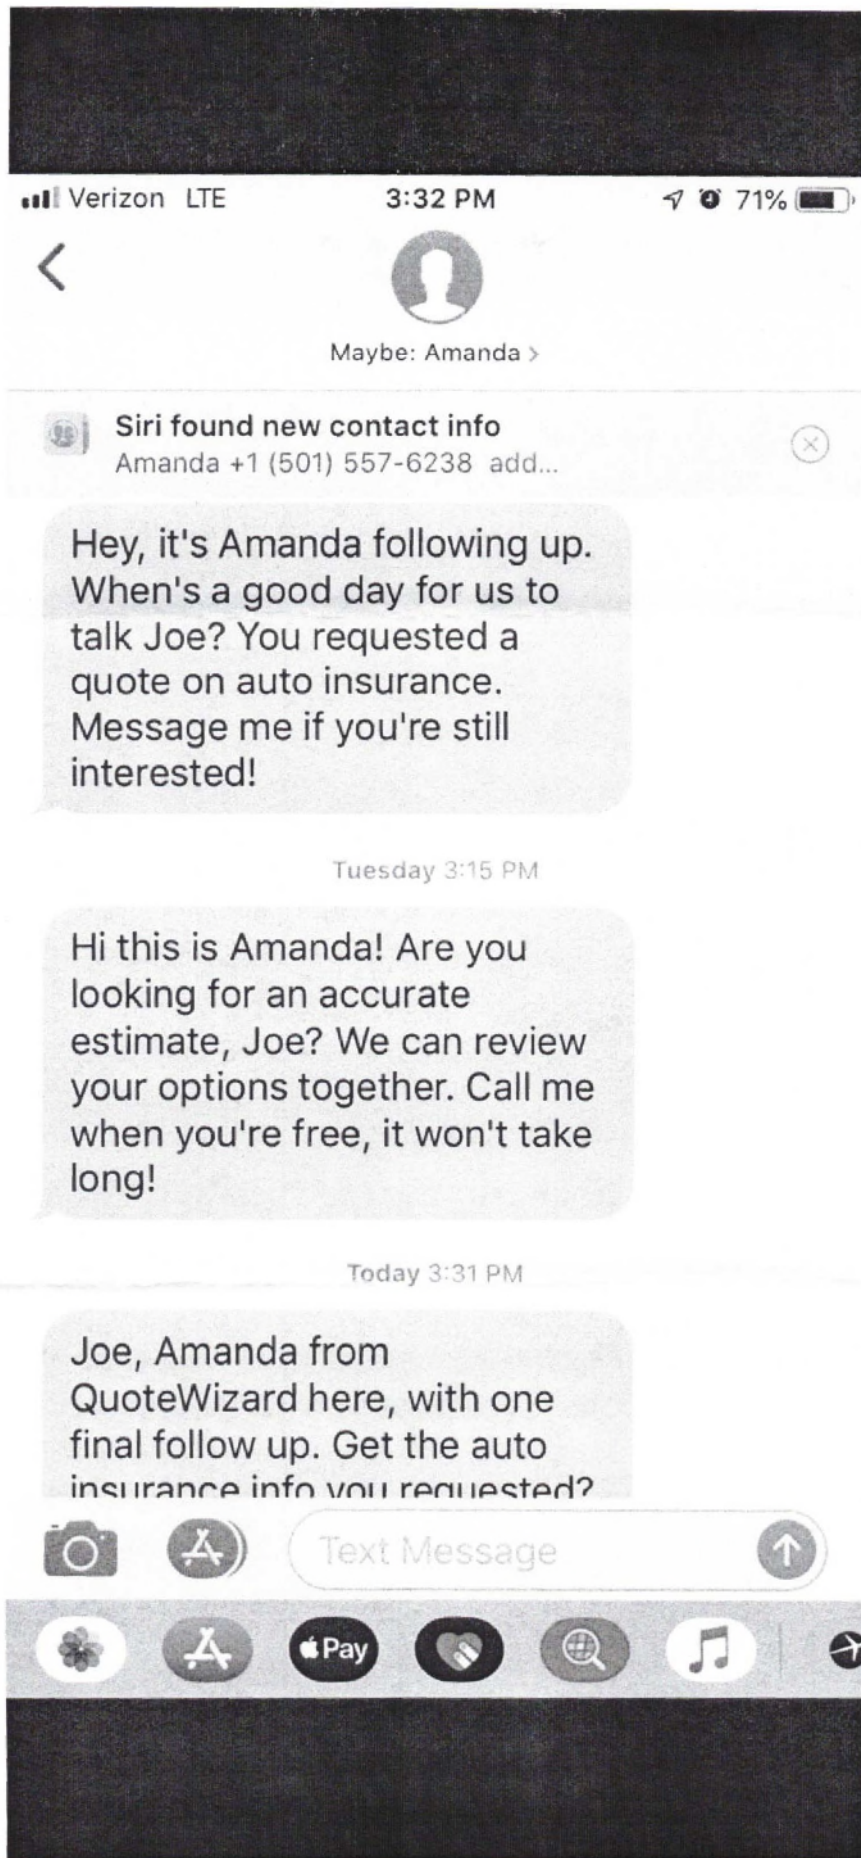 Verizon LTE 3:32 PM 71%
Maybe: Amanda >
Siri found new contact info
Amanda +1 (501) 557-6238 add...
Hey, it's Amanda following up.
When's a good day for us to
talk Joe? You requested a
quote on auto insurance.
Message me if you're still
interested!
Tuesday 3:15 PM
Hi this is Amanda! Are you
looking for an accurate
estimate, Joe? We can review
your options together. Call me
when you're free, it won't take
long!
Today 3:31 PM
Joe, Amanda from
QuoteWizard here, with one
final follow up. Get the auto
insurance info you requested?
Text Message
Pay